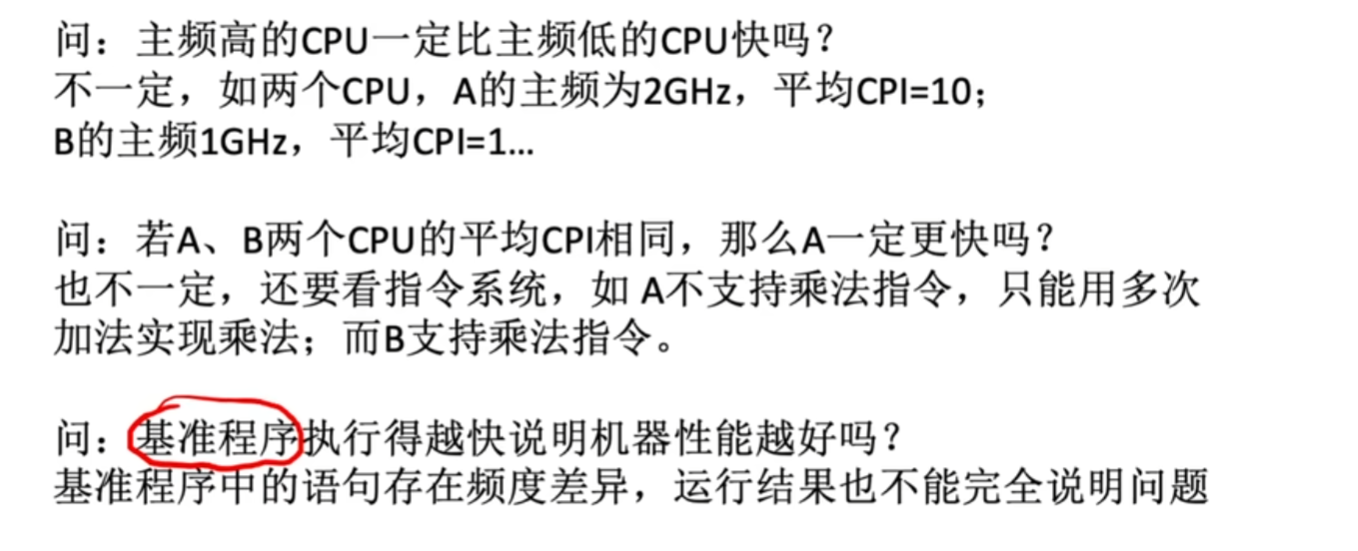 问：主频高的CPU一定比主频低的CPU快吗？
不一定，如两个CPU，A的主频为2GHz，平均CPI=10；
B的主频1GHz，平均CPI=1...
问：若A、B两个CPU的平均CPI相同，那么A一定更快吗？
也不一定，还要看指令系统，如 A不支持乘法指令，只能用多次
加法实现乘法；而B支持乘法指令。
问：基准程序执行得越快说明机器性能越好吗？
基准程序中的语句存在频度差异，运行结果也不能完全说明问题